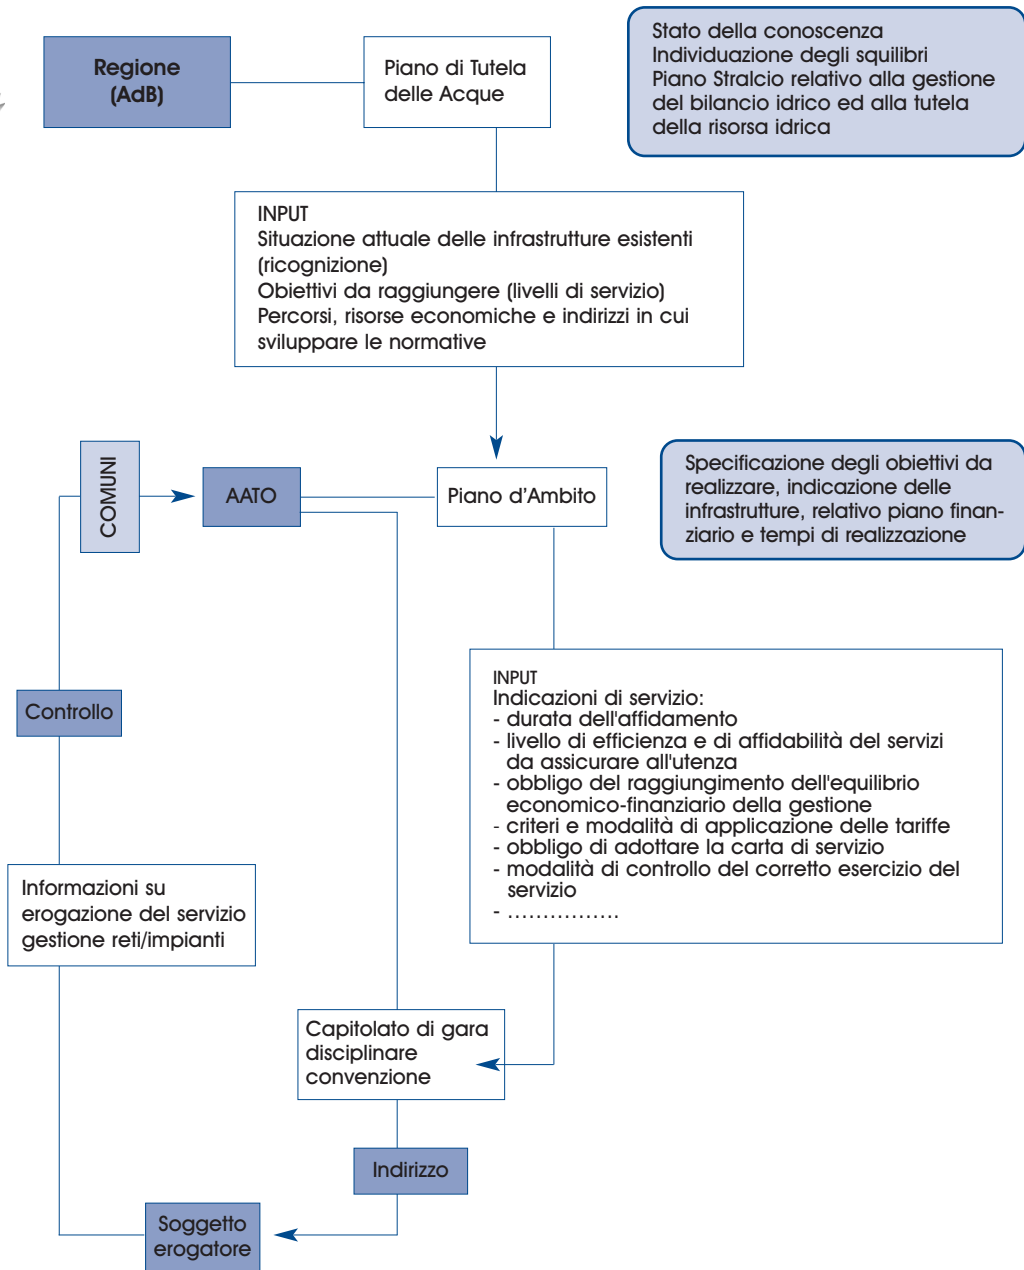 Regione
(AdB)
Piano di Tutela
delle Acque
Stato della conoscenza
Individuazione degli squilibri
Piano Stralcio relativo alla gestione
del bilancio idrico ed alla tutela
della risorsa idrica
INPUT
Situazione attuale delle infrastrutture esistenti
(ricognizione)
Obiettivi da raggiungere (livelli di servizio)
Percorsi, risorse economiche e indirizzi in cui
sviluppare le normative
COMUNI
AATO
Piano d'Ambito
Specificazione degli obiettivi da
realizzare, indicazione delle
infrastrutture, relativo piano finan-
ziario e tempi di realizzazione
Controllo
INPUT
Indicazioni di servizio:
- durata dell'affidamento
- livello di efficienza e di affidabilità del servizi
da assicurare all'utenza
- obbligo del raggiungimento dell'equilibrio
economico-finanziario della gestione
- criteri e modalità di applicazione delle tariffe
- obbligo di adottare la carta di servizio
- modalità di controllo del corretto esercizio del
servizio
- ................
Informazioni su
erogazione del servizio
gestione reti/impianti
Capitolato di gara
disciplinare
convenzione
Indirizzo
Soggetto
erogatore